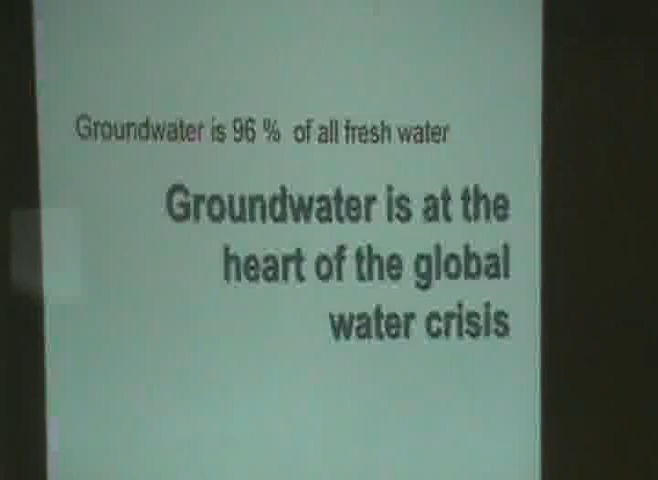 Groundwater is 96 % of all fresh water
Groundwater is at the
heart of the global
water crisis